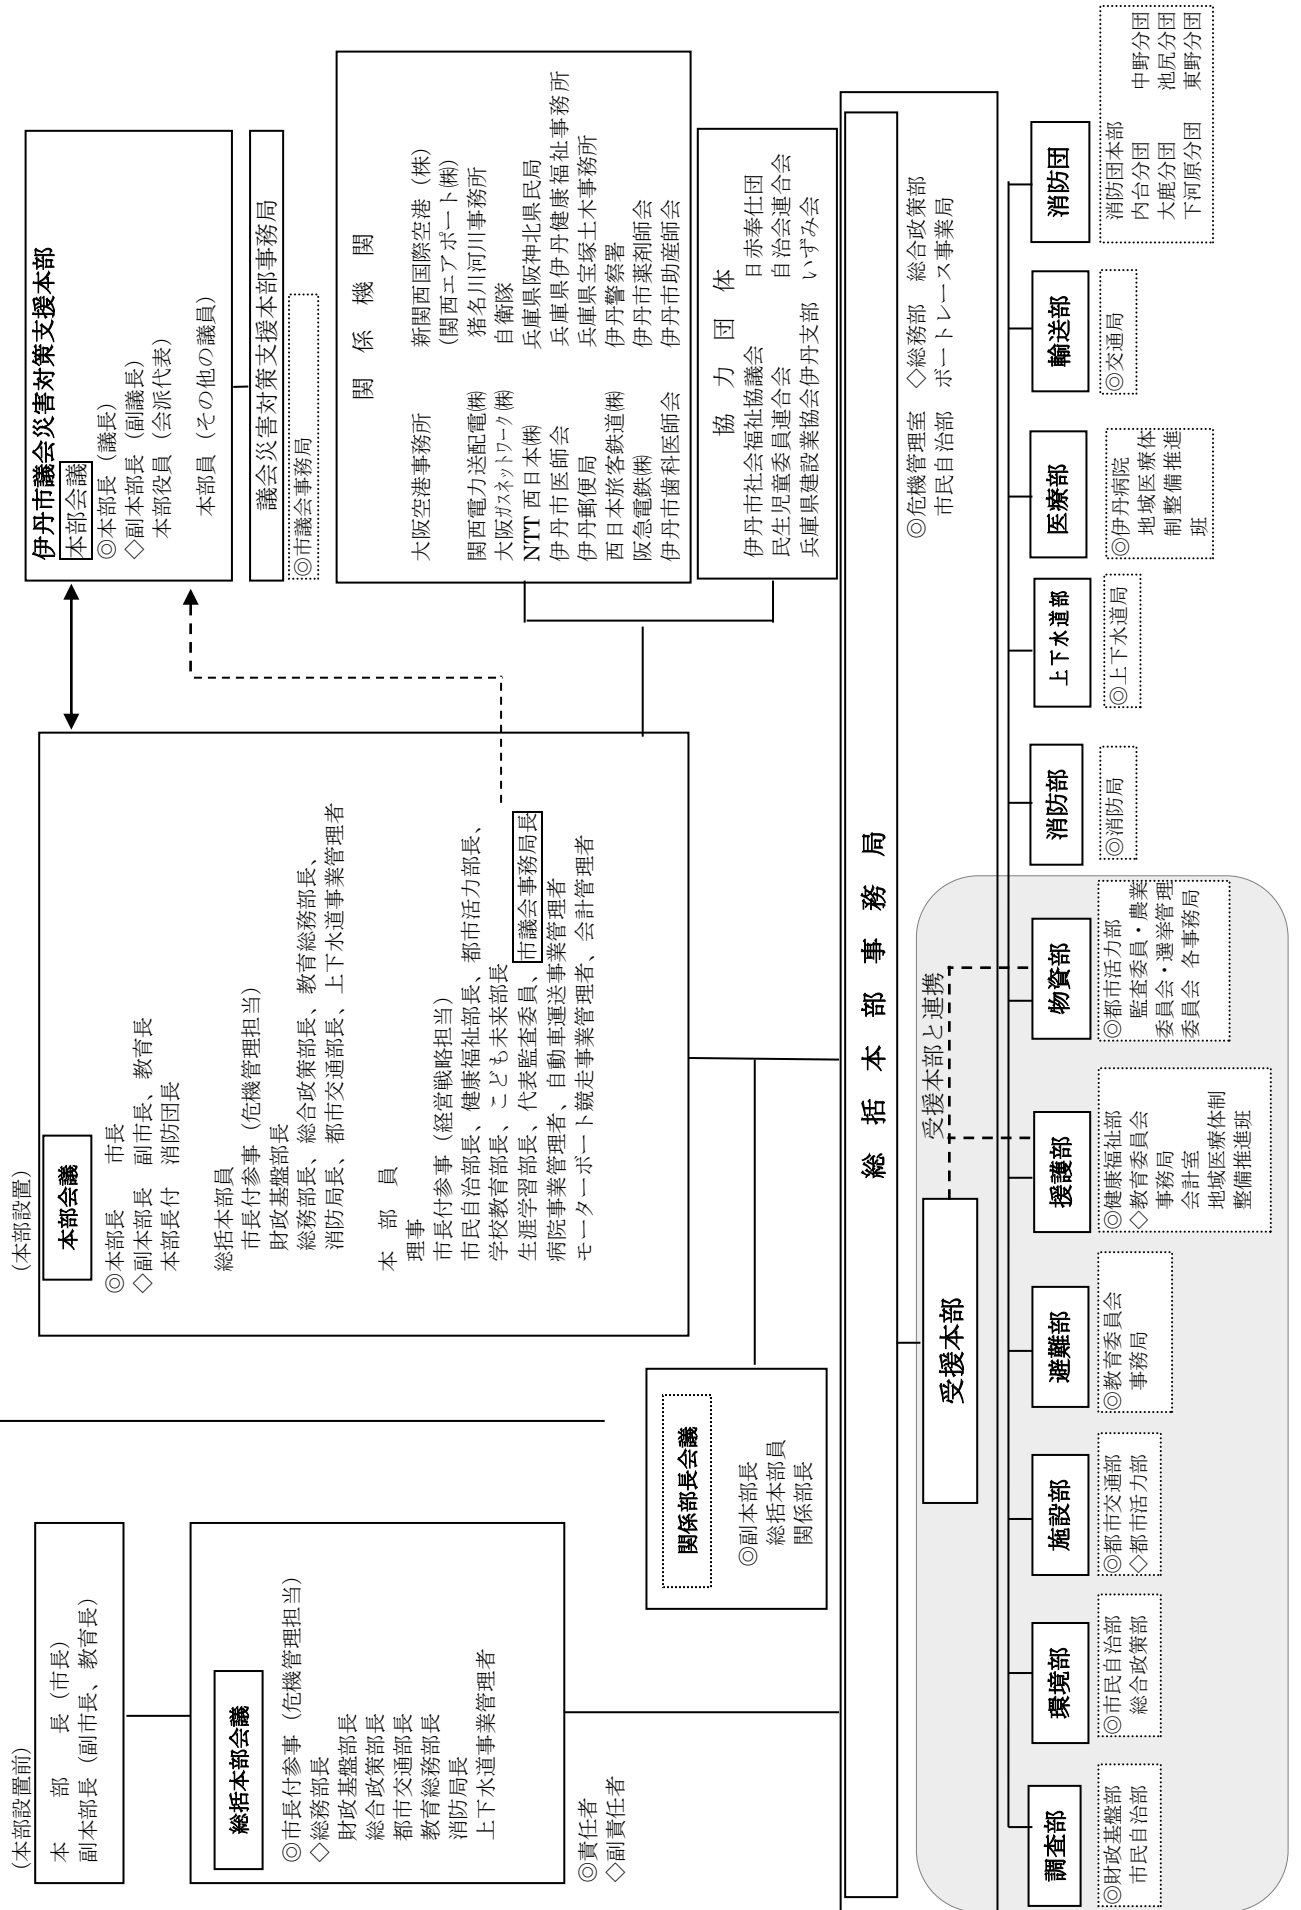 (本部設置前)
本　部　長（市長）
副本部長（副市長、教育長）
総括本部会議
◎市長付参事（危機管理担当）
◇総務部長
財政基盤部長
総合政策部長
都市交通部長
教育総務部長
消防局長
上下水道事業管理者
◎責任者
◇副責任者
(本部設置)
本部会議
◎本部長　市長
◇副本部長　副市長、教育長
本部長付　消防団長
総括本部員
市長付参事（危機管理担当）
財政基盤部長
総務部長、総合政策部長、教育総務部長、
消防局長、都市交通部長、上下水道事業管理者
本　部　員
理事
市長付参事（経営戦略担当）
市民自治部長、健康福祉部長、都市活力部長、
学校教育部長、こども未来部長
生涯学習部長、代表監査委員、市議会事務局長
病院事業管理者、自動車運送事業管理者
モーターボート競走事業管理者、会計管理者
関係部長会議
◎副本部長
総括本部員
関係部長
伊丹市議会災害対策支援本部
本部会議
◎本部長（議長）
◇副本部長（副議長）
本部役員（会派代表）
本部員（その他の議員）
議会災害対策支援本部事務局
◎市議会事務局
関　係　機　関
大阪空港事務所　新関西国際空港（株）
(関西エアポート㈱)
関西電力送配電㈱　猪名川河川事務所
大阪ガスネットワーク㈱　自衛隊
NTT 西日本㈱　兵庫県阪神北県民局
伊丹市医師会　兵庫県伊丹健康福祉事務所
伊丹郵便局　兵庫県宝塚土木事務所
西日本旅客鉄道㈱　伊丹警察署
阪急電鉄㈱　伊丹市薬剤師会
伊丹市歯科医師会　伊丹市助産師会
協　力　団　体
伊丹市社会福祉協議会　日赤奉仕団
民生児童委員連合会　自治会連合会
兵庫県建設業協会伊丹支部　いずみ会
総　括　本　部　事　務　局
◎危機管理室　◇総務部　総合政策部
市民自治部　ボートレース事業局
受援本部
受援本部と連携
調査部
◎財政基盤部
市民自治部
環境部
◎市民自治部
総合政策部
施設部
◎都市交通部
◇都市活力部
避難部
◎教育委員会
事務局
援護部
◎健康福祉部
◇教育委員会
事務局
会計室
地域医療体制
整備推進班
物資部
◎都市活力部
監査委員・農業
委員会・選挙管理
委員会 各事務局
消防部
◎消防局
上下水道部
◎上下水道局
医療部
◎伊丹病院
地域医療体
制整備推進
班
輸送部
◎交通局
消防団
消防団本部
内台分団　中野分団
大鹿分団　池尻分団
下河原分団　東野分団